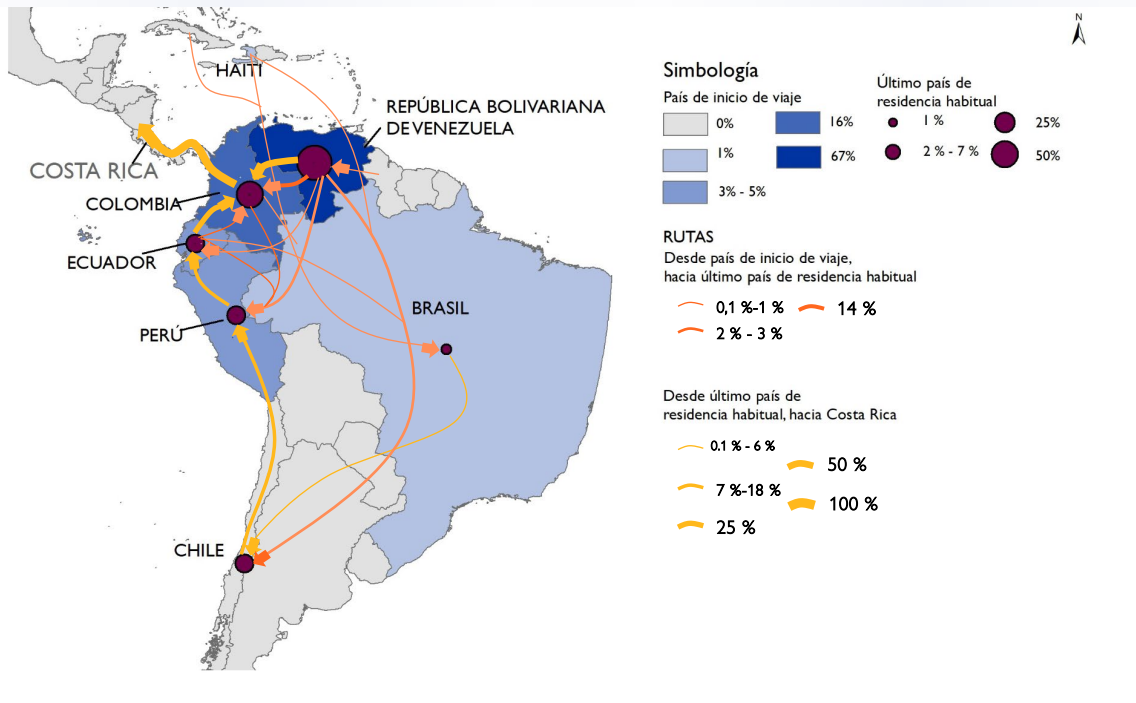 HAITI
REPÚBLICA BOLIVARIANA
DE VENEZUELA
COSTA RICA
COLOMBIA
ECUADOR
PERÚ
BRASIL
CHILE
N
Simbología
País de inicio de viaje
0%
1%
3% - 5%
16%
67%
Último país de
residencia habitual
1 %
2 % - 7 %
25%
50%
RUTAS
Desde país de inicio de viaje,
hacia último país de residencia habitual
0,1 %-1 %
2 % - 3 %
14 %
Desde último país de
residencia habitual, hacia Costa Rica
0.1 % - 6 %
7 %-18 %
25 %
50 %
100 %